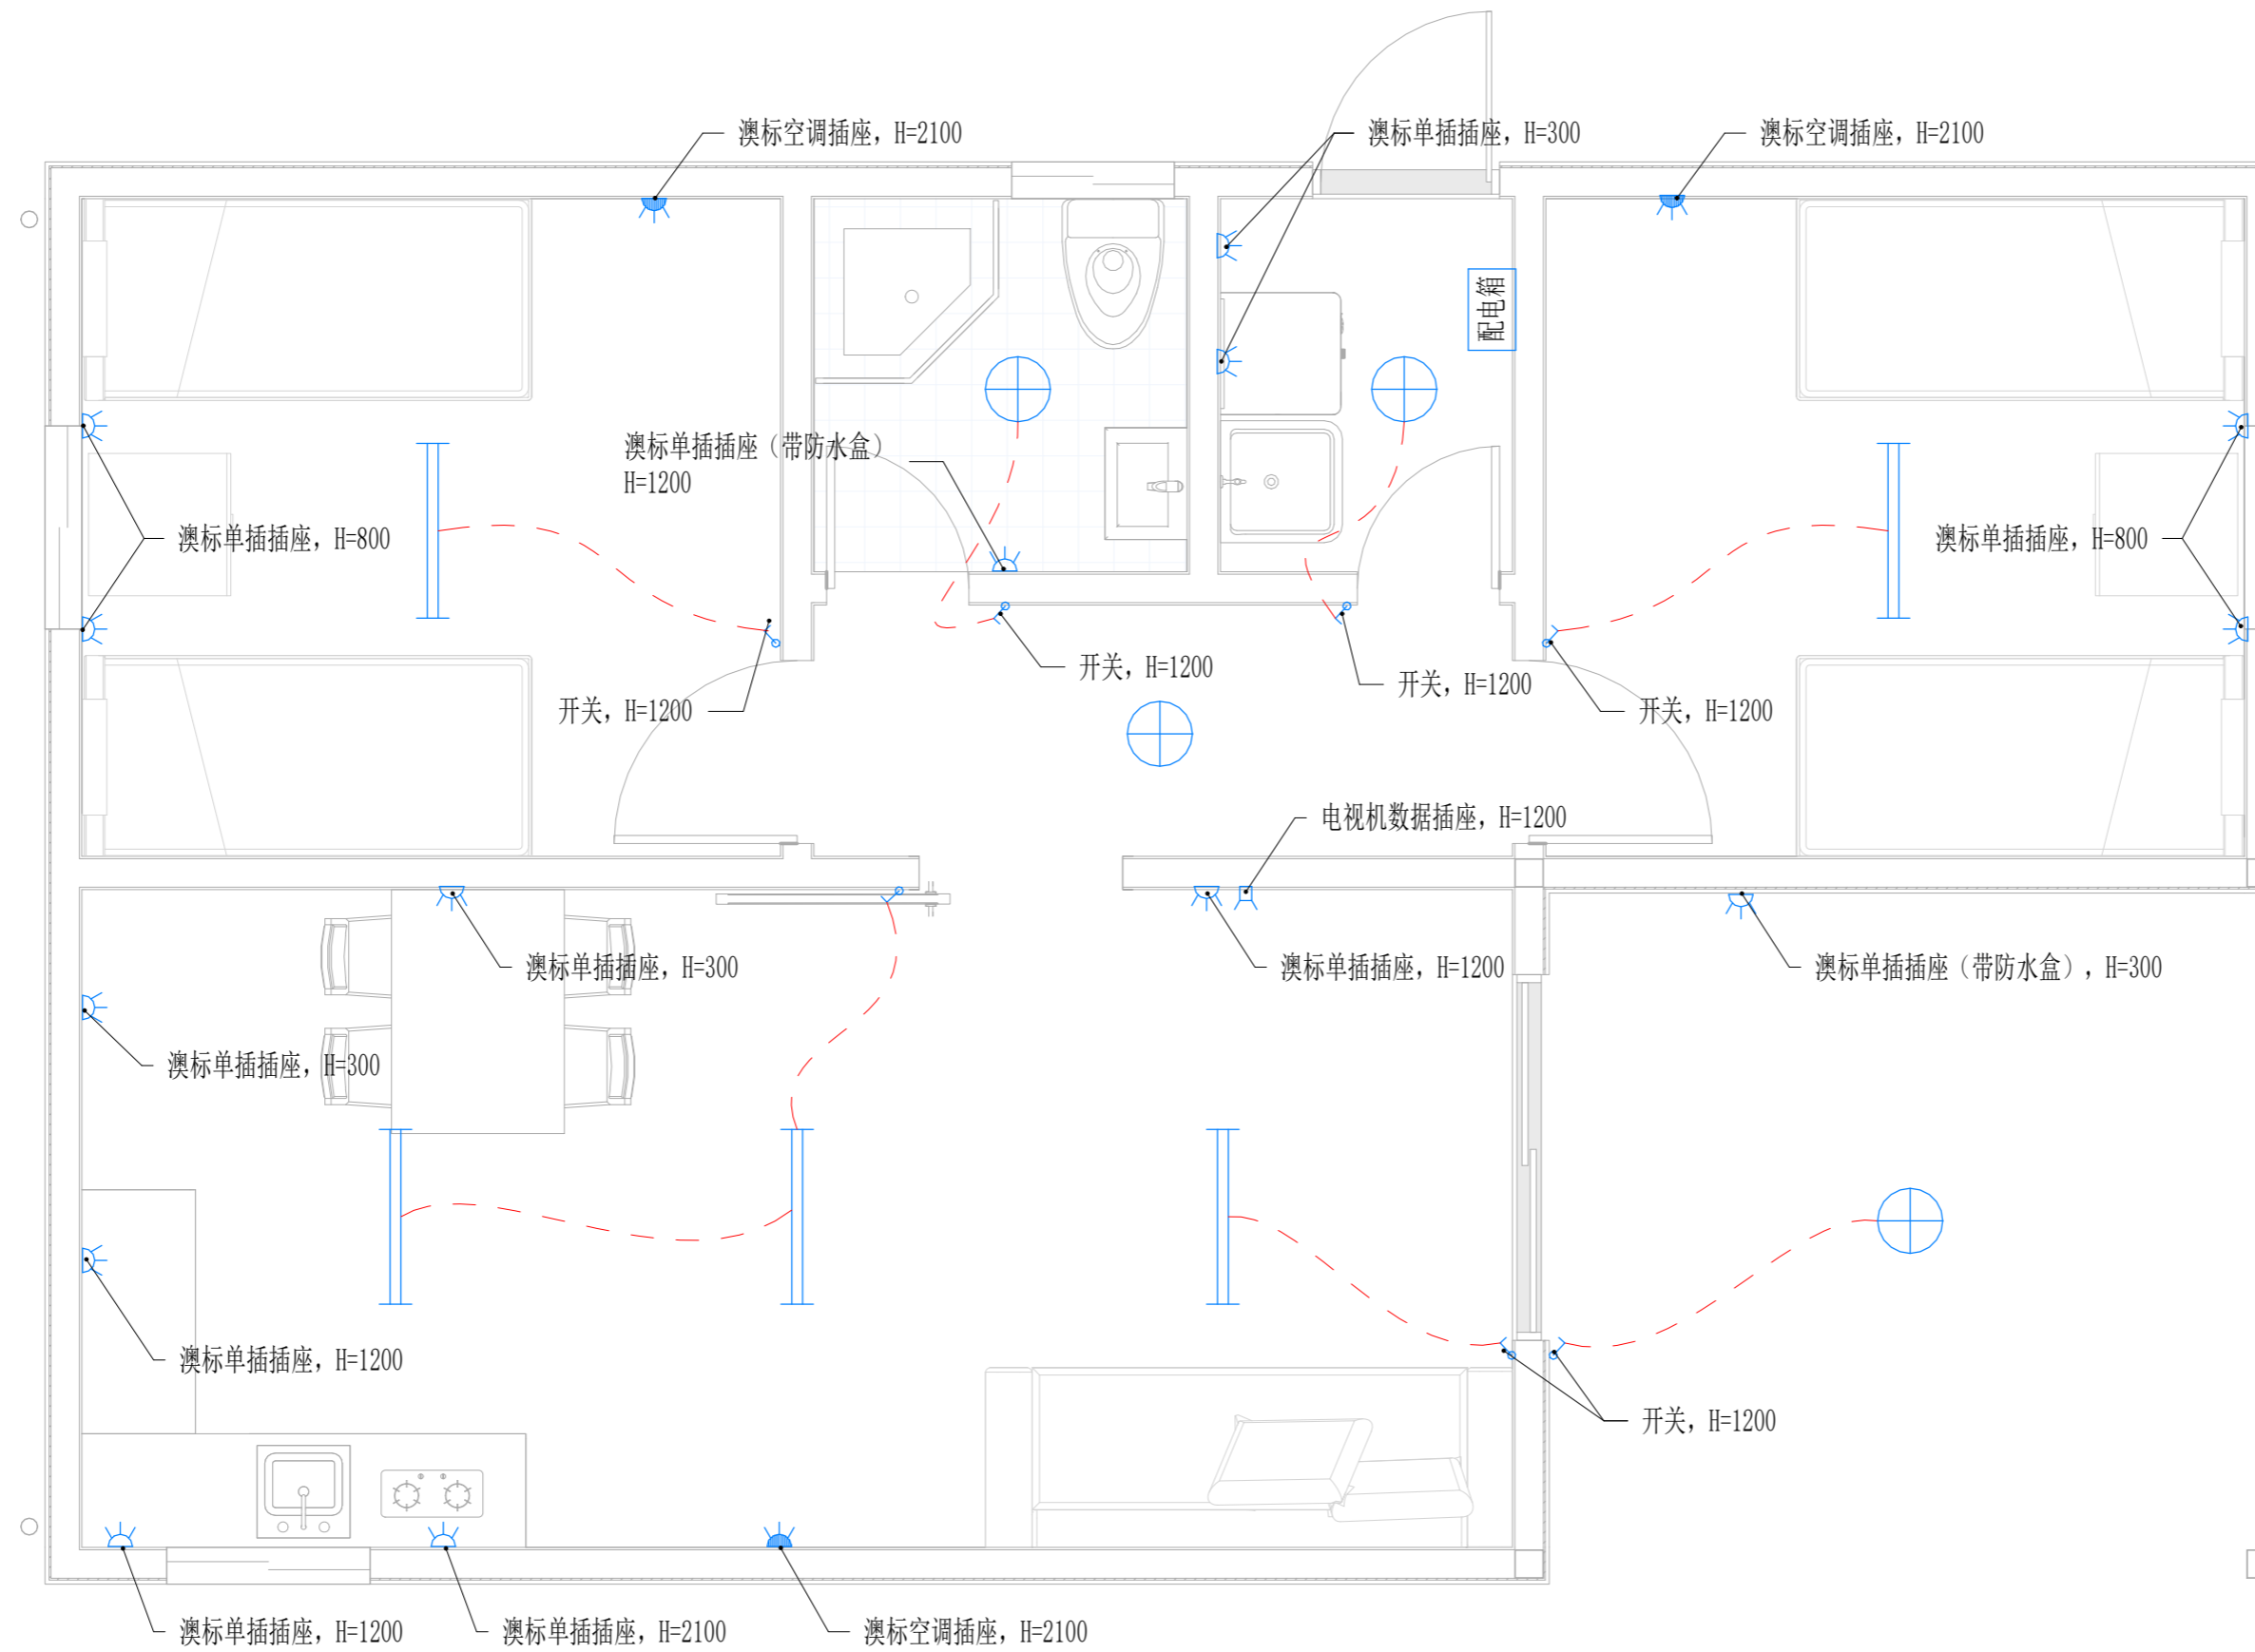 澳标空调插座，H=2100
澳标单插插座，H=300
澳标空调插座，H=2100
配电箱
澳标单插插座（带防水盒）
H=1200
澳标单插插座，H=800
澳标单插插座，H=800
开关，H=1200
开关，H=1200
开关，H=1200
开关，H=1200
电视机数据插座，H=1200
澳标单插插座，H=300
澳标单插插座，H=1200
澳标单插插座（带防水盒），H=300
澳标单插插座，H=300
澳标单插插座，H=1200
开关，H=1200
澳标单插插座，H=1200
澳标单插插座，H=2100
澳标空调插座，H=2100